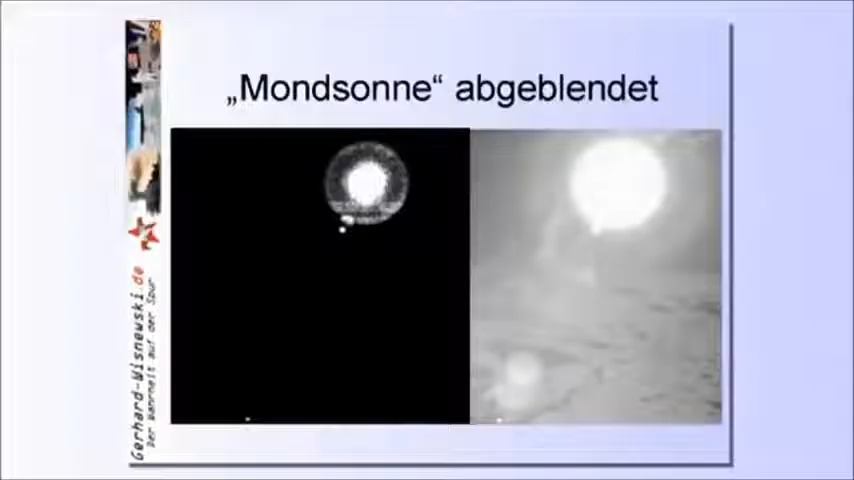 „Mondsonne“ abgeblendet
Gerhard-Wisnewski.de
Der Wahrheit auf der Spur